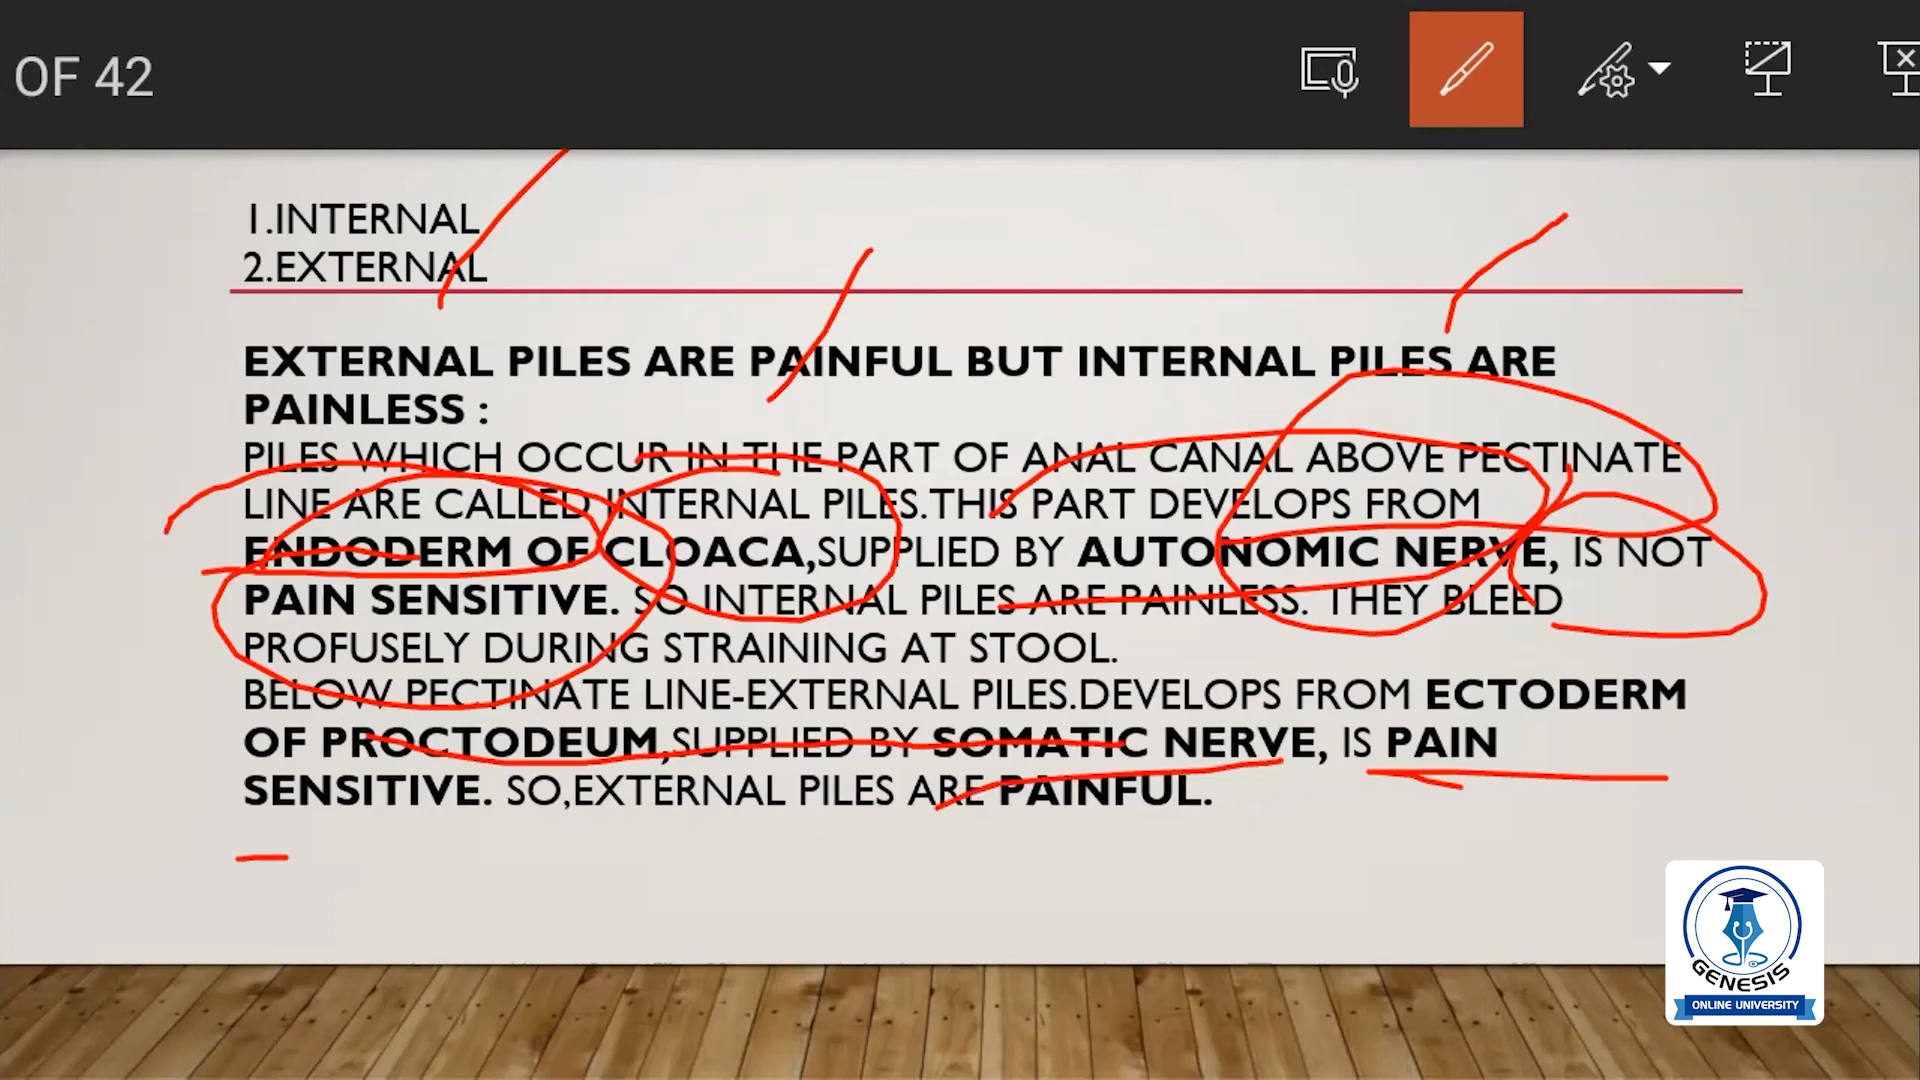 OF 42
1.INTERNAL
2.EXTERNAL
EXTERNAL PILES ARE PAINFUL BUT INTERNAL PILES ARE
PAINLESS :
PILES WHICH OCCUR IN THE PART OF ANAL CANAL ABOVE PECTINATE
LINE ARE CALLED INTERNAL PILES.THIS PART DEVELOPS FROM
ENDODERM OF CLOACA,SUPPLIED BY AUTONOMIC NERVE, IS NOT
PAIN SENSITIVE. SO INTERNAL PILES ARE PAINLESS. THEY BLEED
PROFUSELY DURING STRAINING AT STOOL.
BELOW PECTINATE LINE-EXTERNAL PILES.DEVELOPS FROM ECTODERM
OF PROCTODEUM,SUPPLIED BY SOMATIC NERVE, IS PAIN
SENSITIVE. SO,EXTERNAL PILES ARE PAINFUL.
GENESIS
ONLINE UNIVERSITY